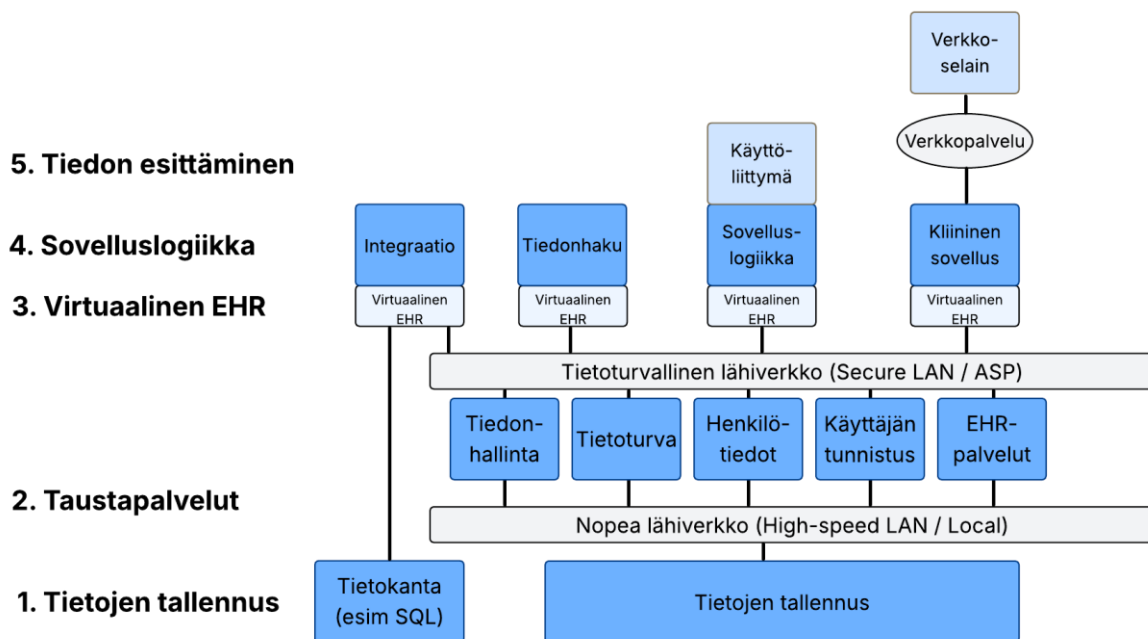 Verkko-
selain
Verkkopalvelu
5. Tiedon esittäminen
Käyttö-
liittymä
4. Sovelluslogiikka
Integraatio
Tiedonhaku
Sovellus-
logiikka
Kliininen
sovellus
3. Virtuaalinen EHR
Virtuaalinen
EHR
Virtuaalinen
EHR
Virtuaalinen
EHR
Virtuaalinen
EHR
Tietoturvallinen lähiverkko (Secure LAN / ASP)
Tiedon-
hallinta
Tietoturva
Henkilö-
tiedot
Käyttäjän
tunnistus
EHR-
palvelut
2. Taustapalvelut
Nopea lähiverkko (High-speed LAN / Local)
1. Tietojen tallennus
Tietokanta
(esim SQL)
Tietojen tallennus